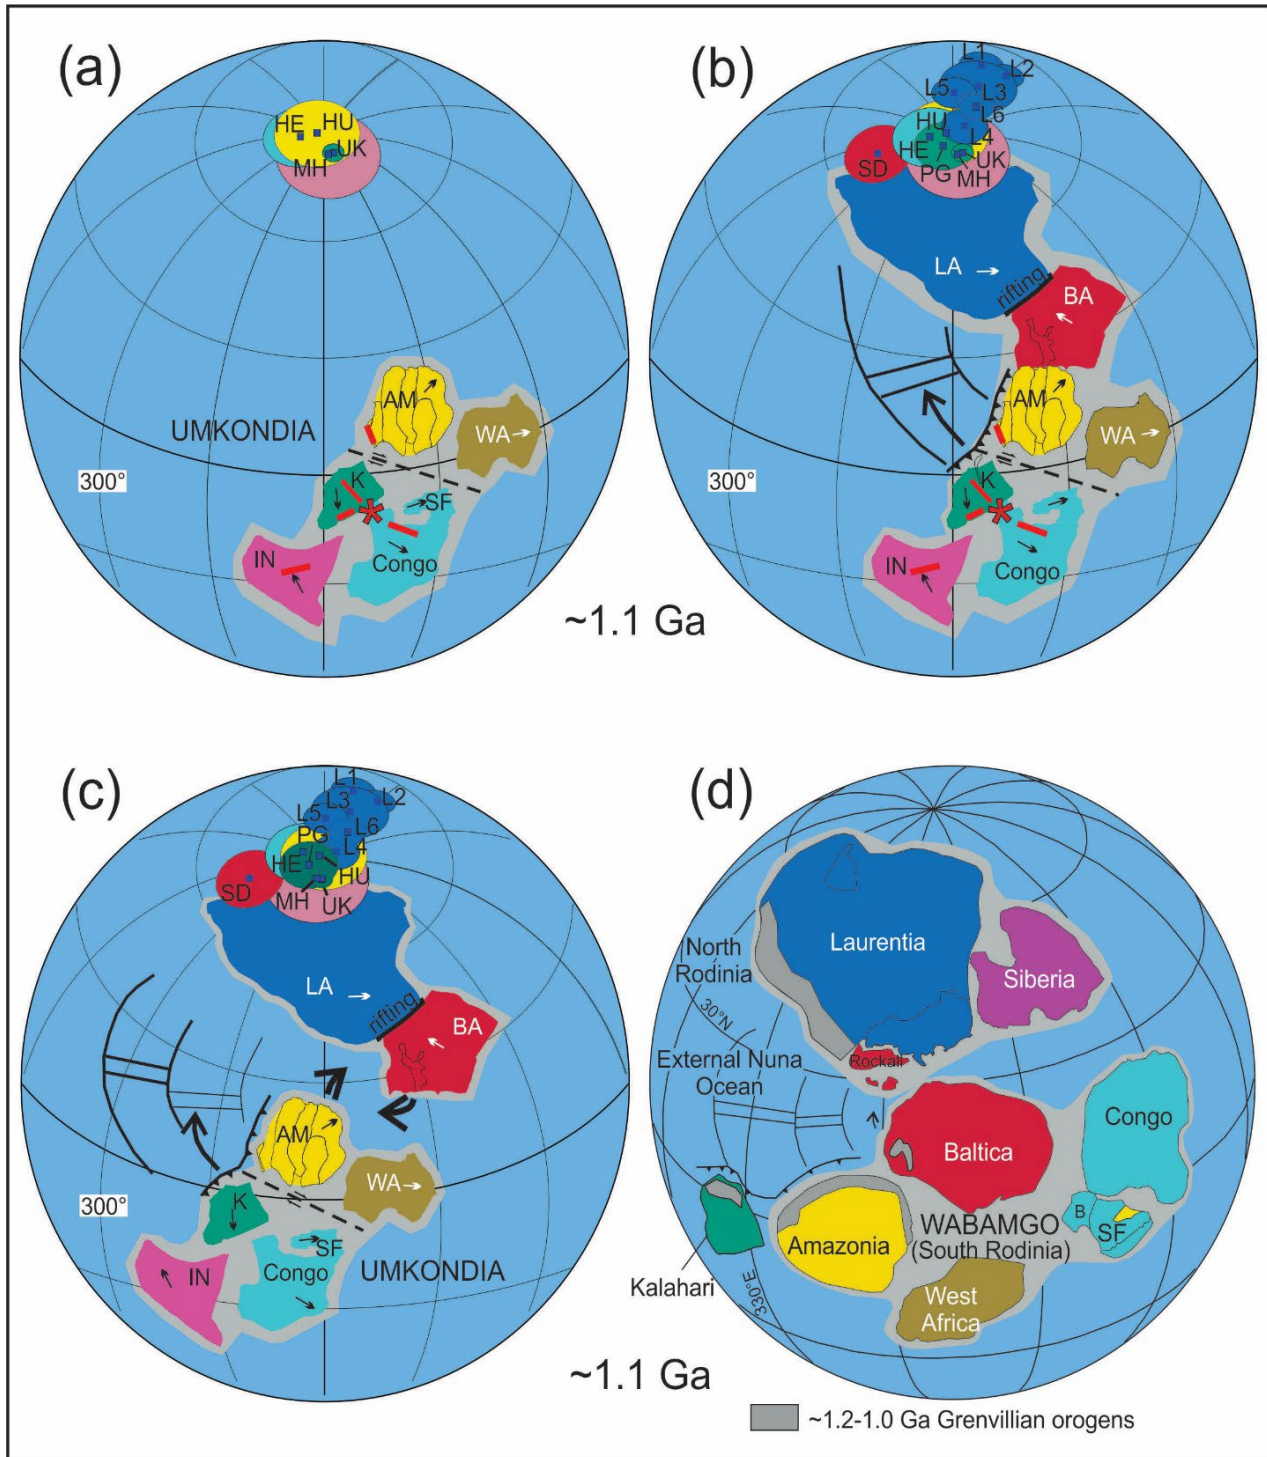 (a)
HE
HU
UK
MH
UMKONDIA
AM
WA
300°
K
SF
IN
Congo
~1.1 Ga
(b)
L1
L2
L5
L3
L6
HU
L4
HE
UK
SD
PG
MH
LA
rifting
BA
AM
WA
300°
K
IN
Congo
(c)
L1
L3
L2
L5
PG
L6
L4
HE
HU
SD
MH
UK
LA
rifting
BA
AM
WA
300°
K
SF
IN
Congo
UMKONDIA
~1.1 Ga
(d)
Laurentia
North
Rodinia
Siberia
30°N
External Nuna
Ocean
Rockall
Congo
Baltica
B
WABAMGO
SF
(South Rodinia)
Amazonia
Kalahari
330°E
West
Africa
~1.2-1.0 Ga Grenvillian orogens